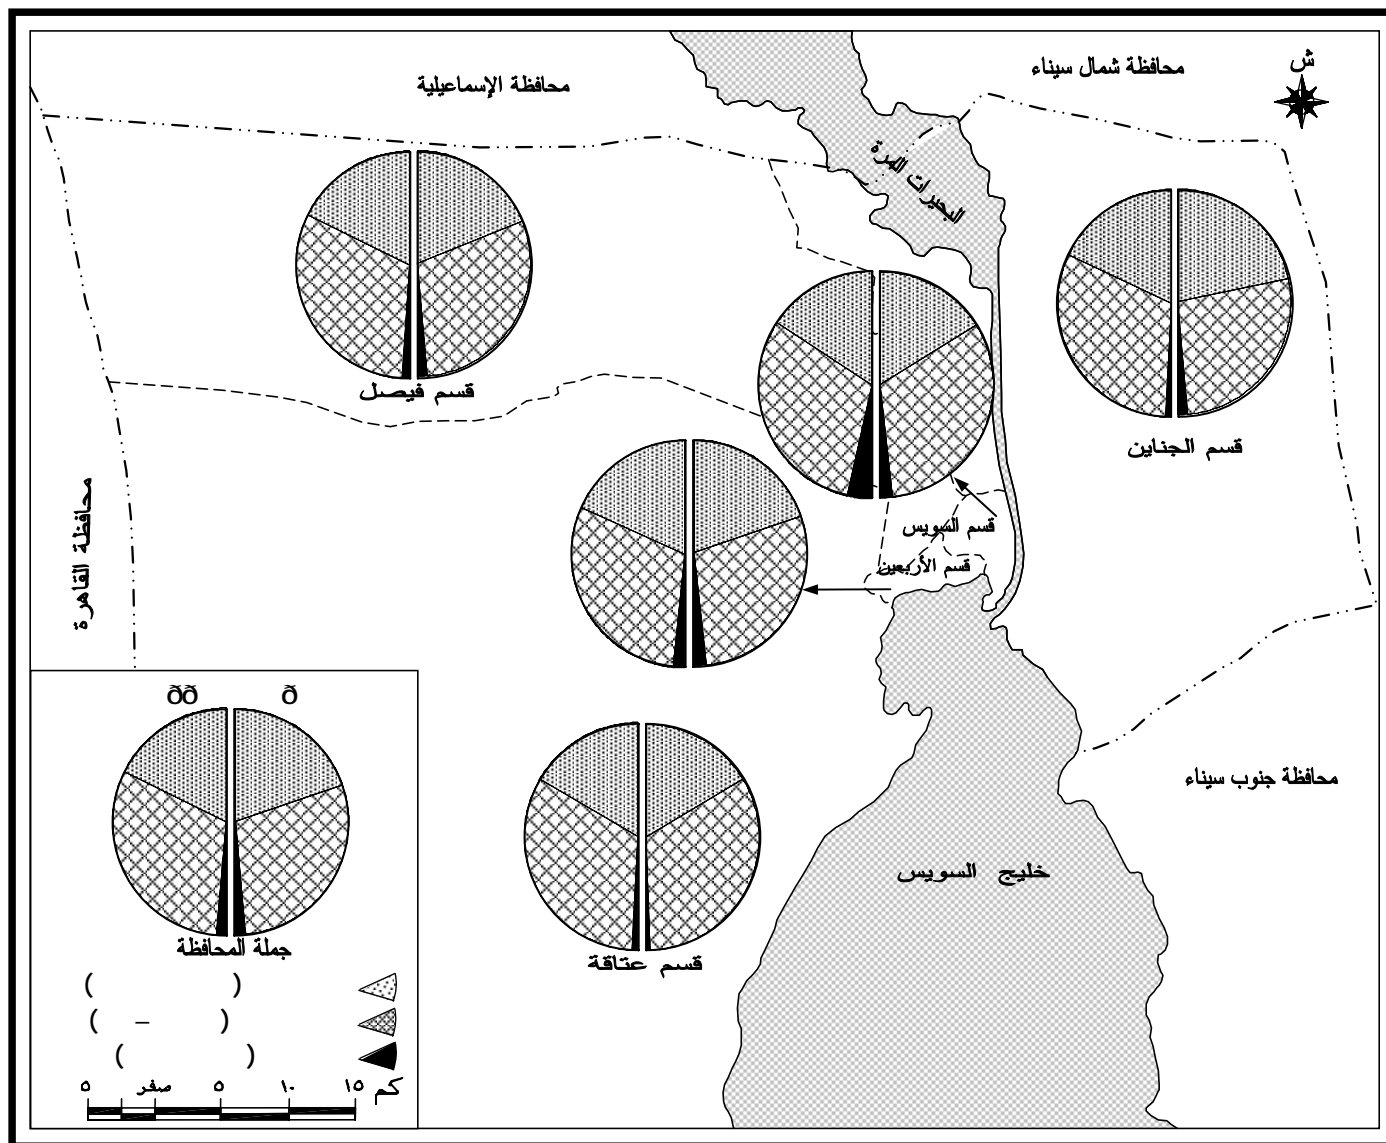 محافظة الإسماعيلية
محافظة شمال سيناء
ش
البحيرات المرة
قسم فيصل
قسم الجناين
محافظة القاهرة
قسم السويس
قسم الأربعين
محافظة جنوب سيناء
خليج السويس
قسم عتاقة
ðð ð
جملة المحافظة
( )
( – )
( )
٥ صفر ٥ ١٠ ١٥ كم